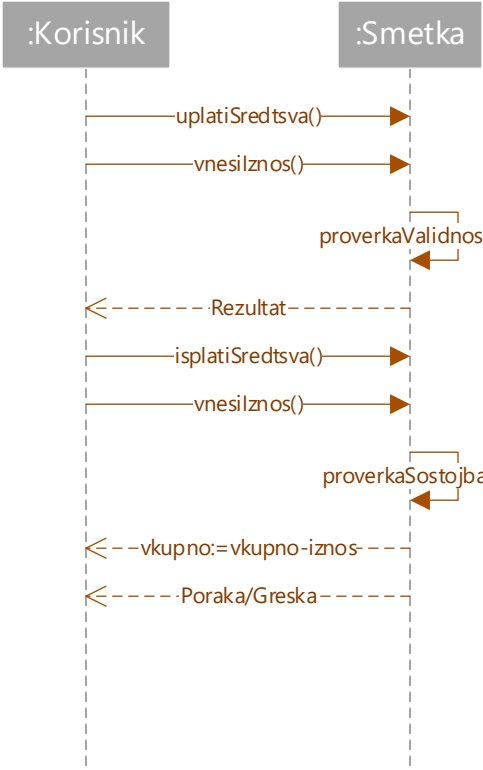 :Korisnik
:Smetka
uplatiSredtsva()
vnesiIznos()
proverkaValidnos
Rezultat
isplatiSredtsva()
vnesiIznos()
proverkaSostojba
vkupno:=vkupno-iznos
Poraka/Greska